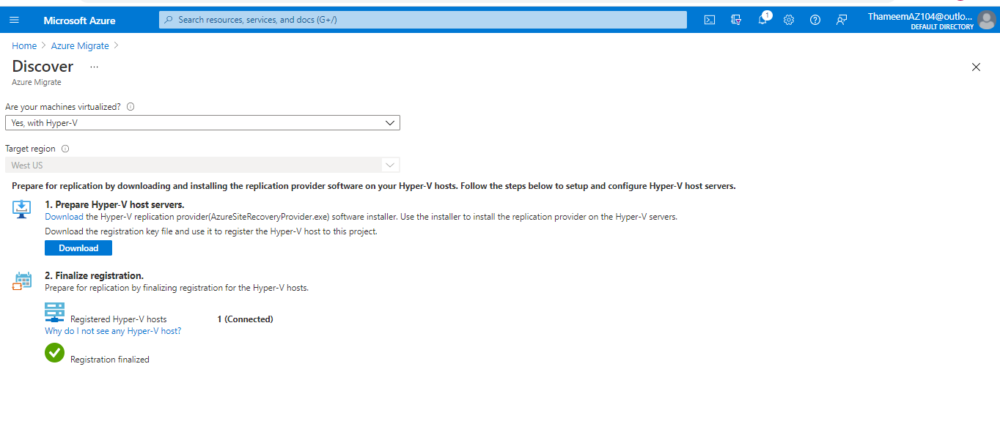 Microsoft Azure
Search resources, services, and docs (G+/)
1
ThameemAZ104@outlo...
DEFAULT DIRECTORY
Home > Azure Migrate >
Discover ...
Azure Migrate
Are your machines virtualized?
Yes, with Hyper-V
Target region
West US
Prepare for replication by downloading and installing the replication provider software on your Hyper-V hosts. Follow the steps below to setup and configure Hyper-V host servers.
1. Prepare Hyper-V host servers.
Download the Hyper-V replication provider(AzureSiteRecoveryProvider.exe) software installer. Use the installer to install the replication provider on the Hyper-V servers.
Download the registration key file and use it to register the Hyper-V host to this project.
Download
2. Finalize registration.
Prepare for replication by finalizing registration for the Hyper-V hosts.
Registered Hyper-V hosts 1 (Connected)
Why do I not see any Hyper-V host?
Registration finalized